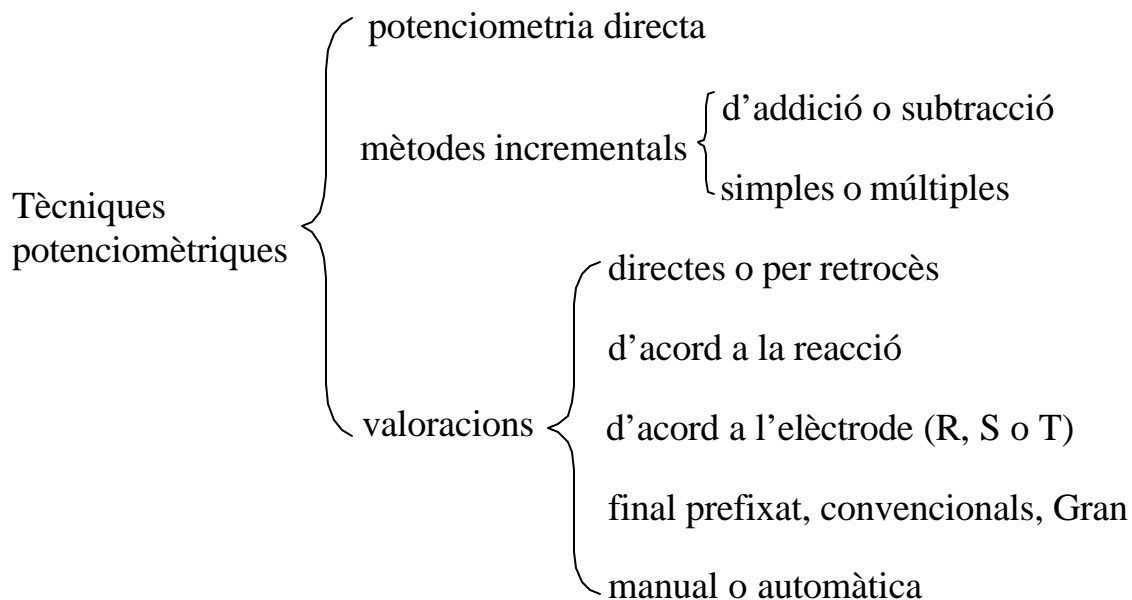 potenciometria directa
d’addició o subtracció
mètodes incrementals
simples o múltiples
Tècniques
potenciomètriques
directes o per retrocès
d’acord a la reacció
valoracions
d’acord a l’elèctrode (R, S o T)
final prefixat, convencionals, Gran
manual o automàtica